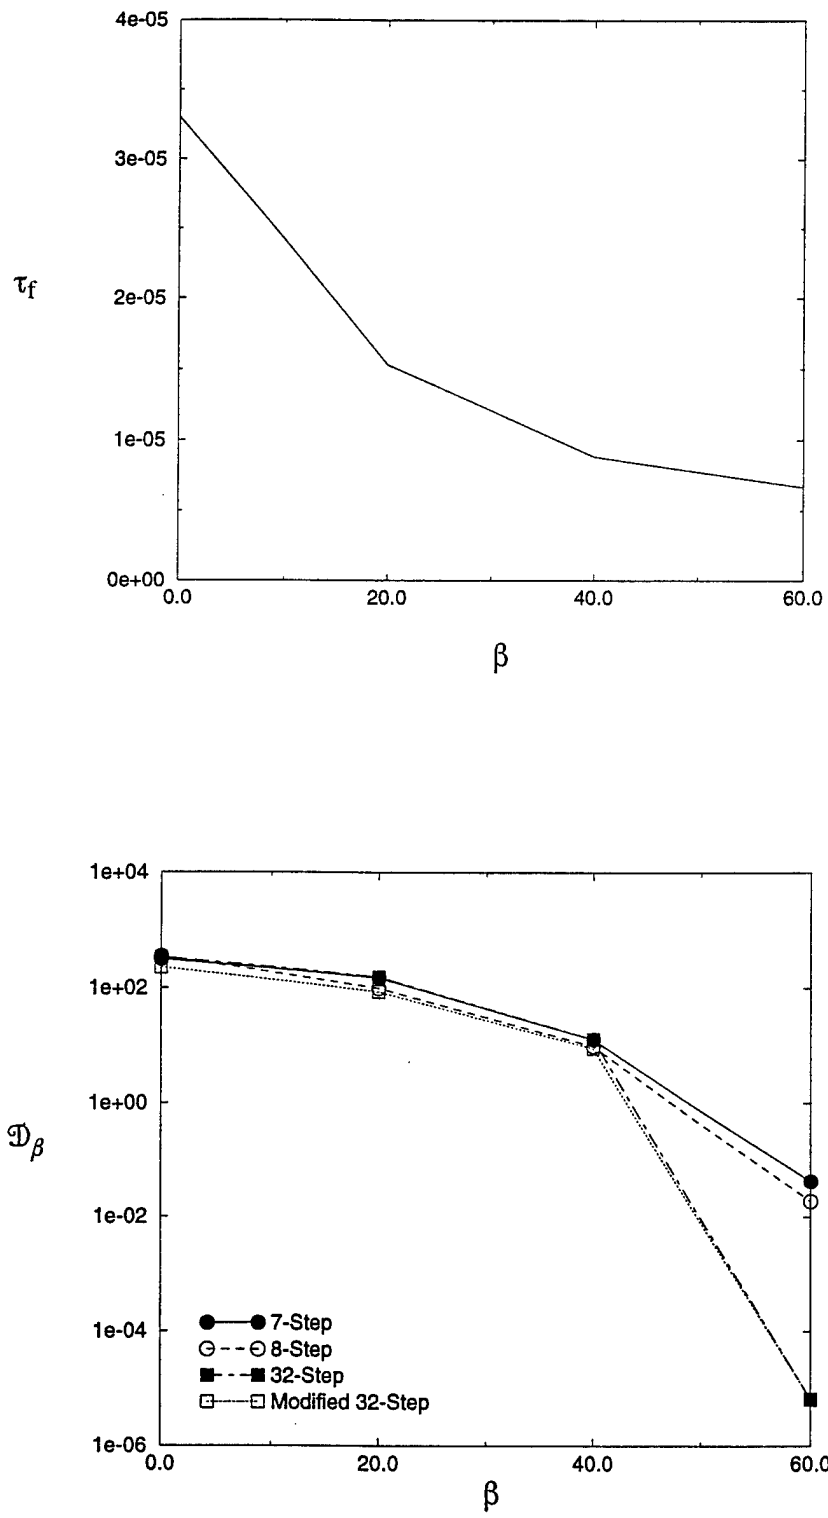 4e-05
3e-05
τf
2e-05
1e-05
0e+00
0.0 20.0 40.0 60.0
β
1e+04
1e+02
1e+00
𝔇β
1e-02
1e-04
1e-06
7-Step
8-Step
32-Step
Modified 32-Step
0.0 20.0 40.0 60.0
β